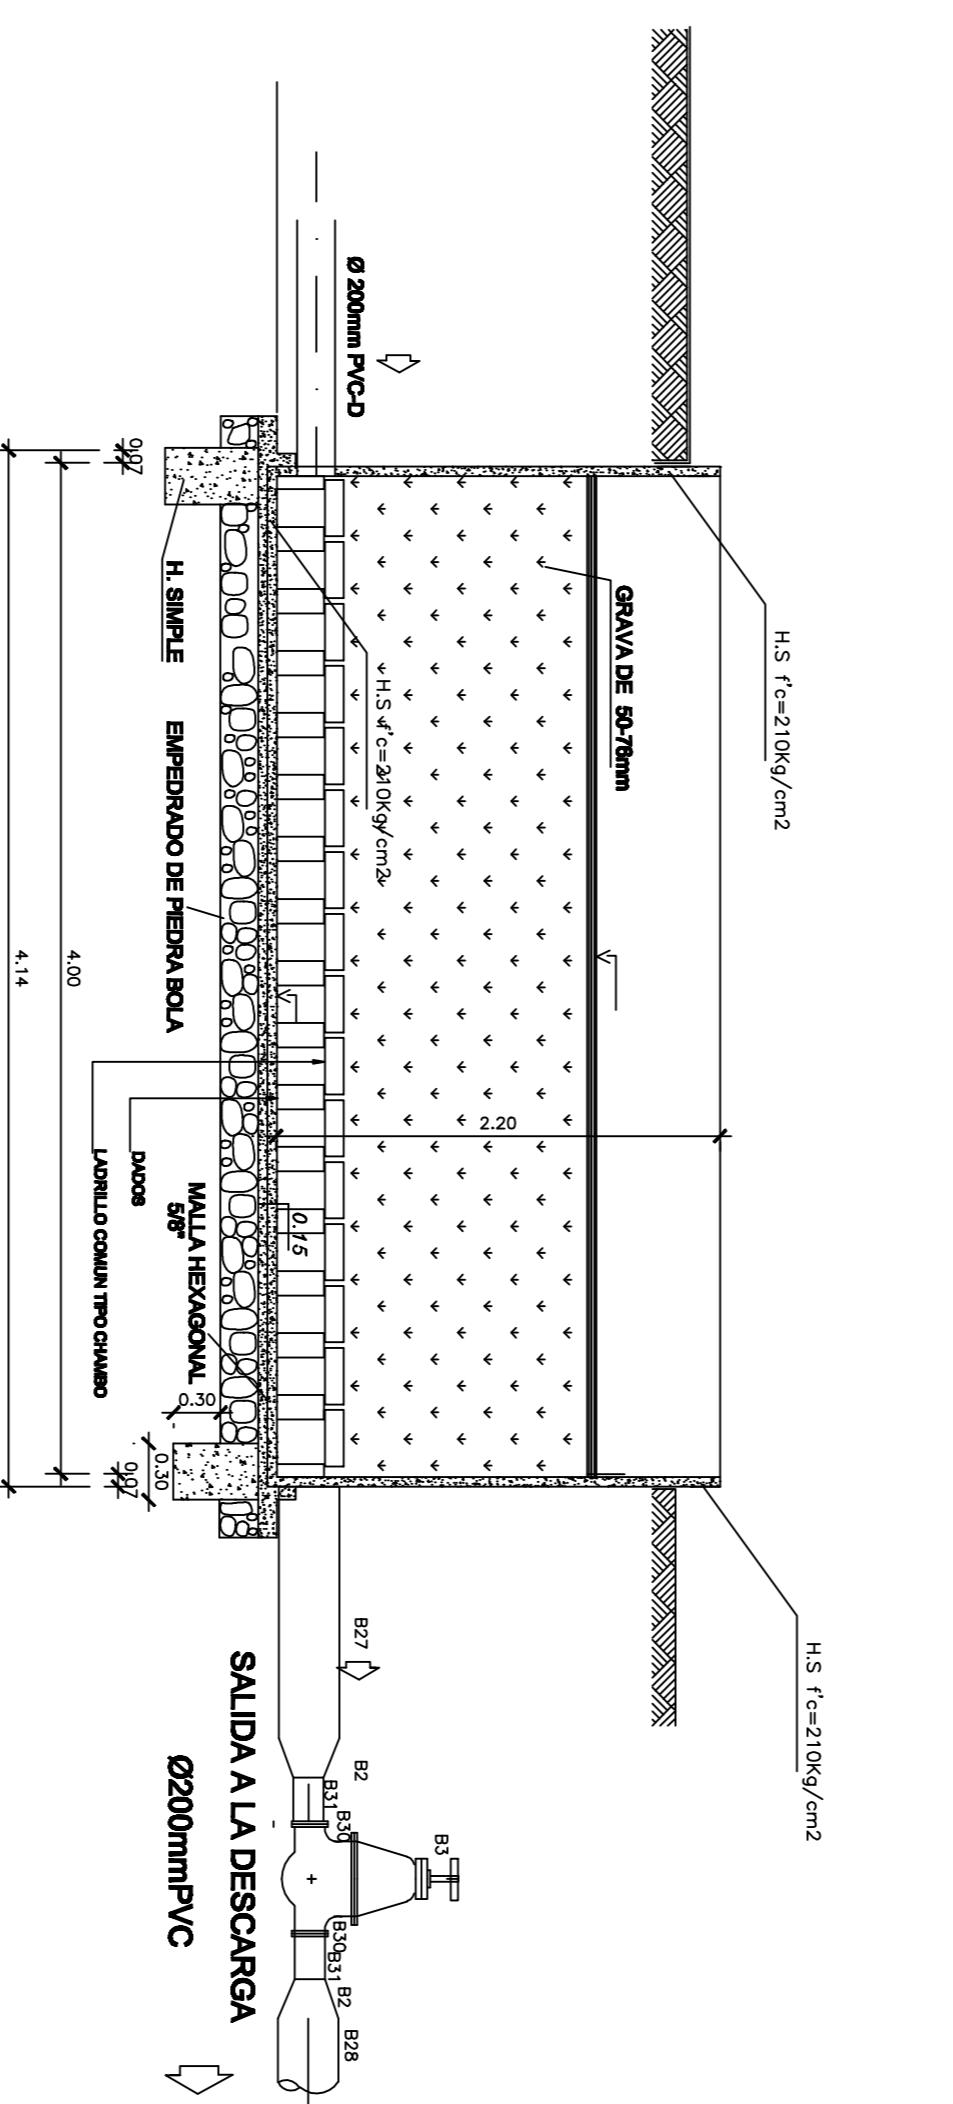 H.S f'c=210Kg/cm2
H.S f'c=210Kg/cm2
GRAVA DE 50-76mm
Ø 200mm PVC-D
H.S f'c=210Kg/cm2
2.20
0.15
B3
B27
B2
B31
B30
B30
B31
B2
B28
SALIDA A LA DESCARGA
Ø200mmPVC
H. SIMPLE
EMPEDRADO DE PIEDRA BOLA
MALLA HEXAGONAL
5/8"
0.30
0.30
DADOS
LADRILLO COMUN TIPO CHAMBO
0.07
0.07
4.00
4.14